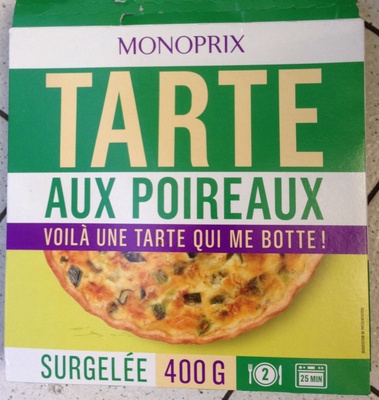 MONOPRIX
TARTE
AUX POIREAUX
VOILÀ UNE TARTE QUI ME BOTTE !
SURGELÉE 400 G
2
25 MIN